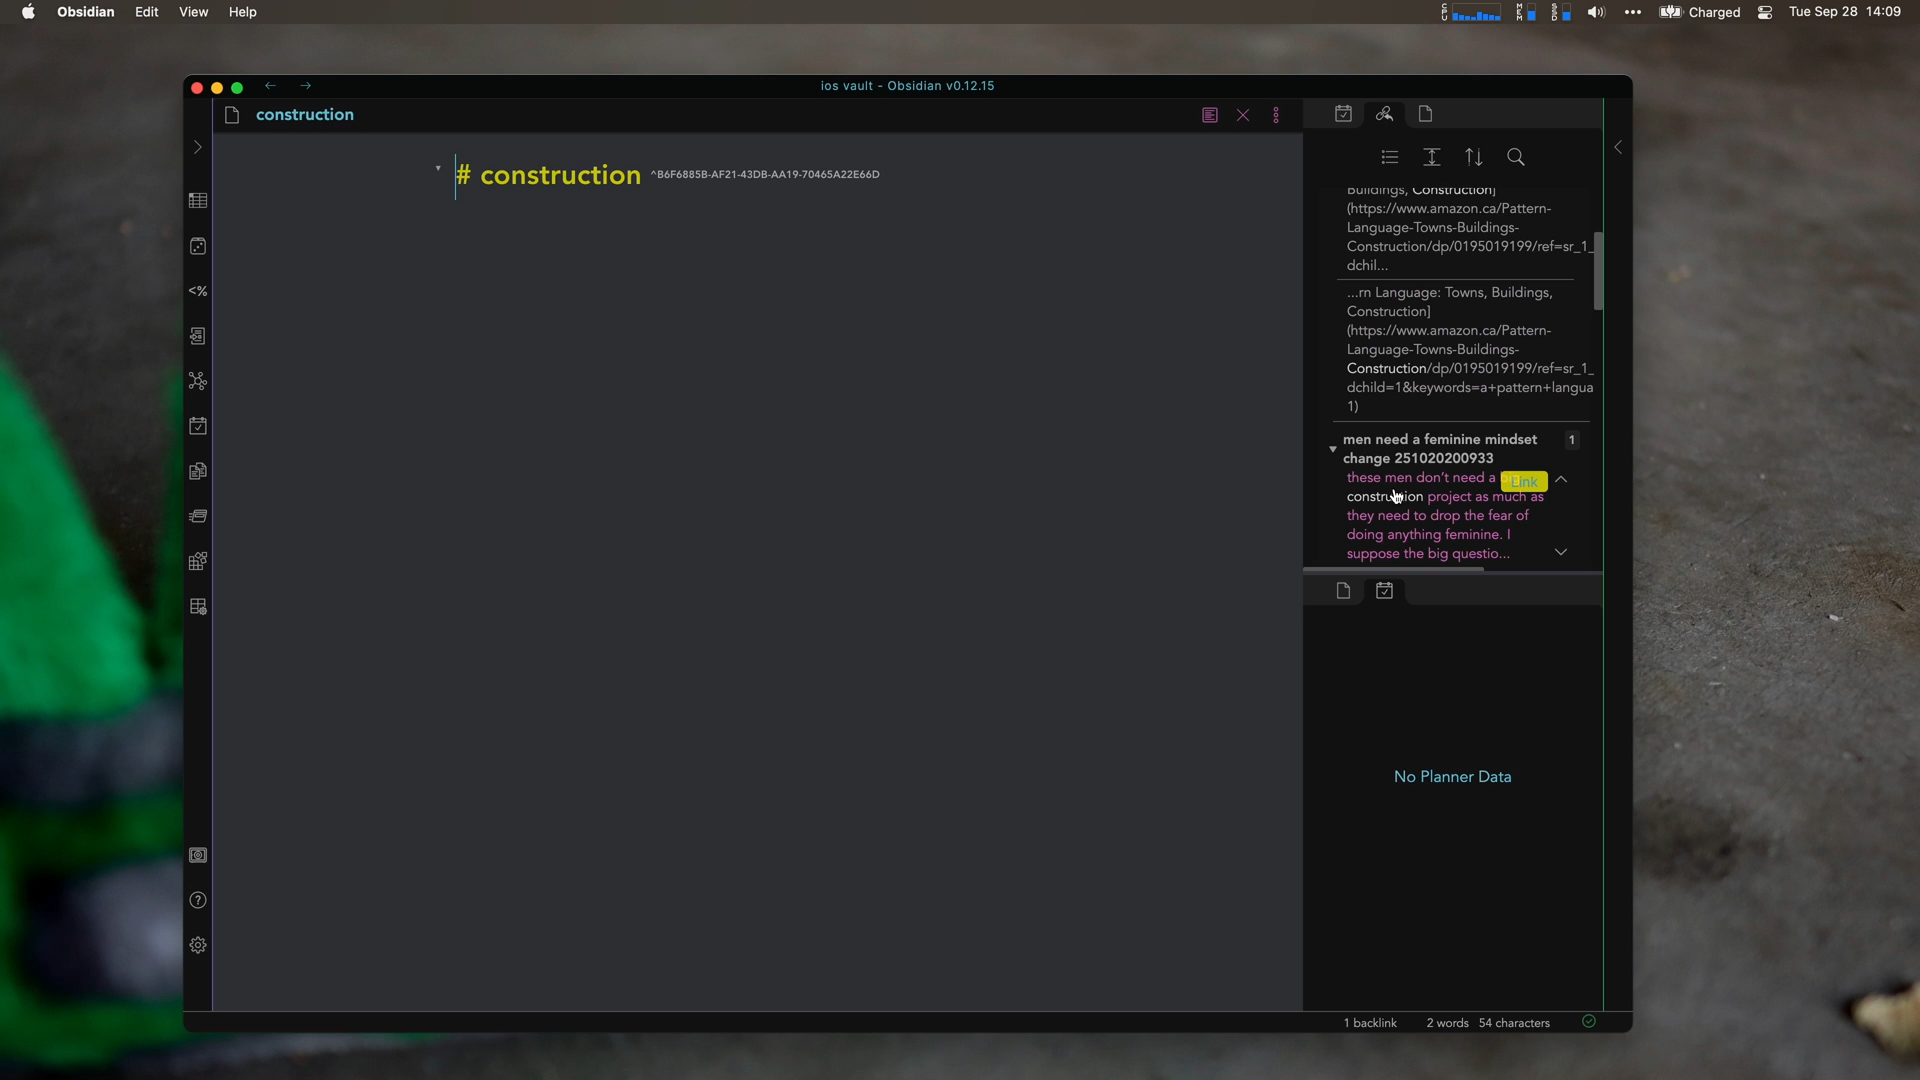 Obsidian Edit View Help
CPU MEM SSD ••• Charged Tue Sep 28 14:09
ios vault - Obsidian v0.12.15
construction
# construction ^B6F6885B-AF21-43DB-AA19-70465A22E66D
Buildings, Construction]
(https://www.amazon.ca/Pattern-
Language-Towns-Buildings-
Construction/dp/0195019199/ref=sr_1_
dchil...
...rn Language: Towns, Buildings,
Construction]
(https://www.amazon.ca/Pattern-
Language-Towns-Buildings-
Construction/dp/0195019199/ref=sr_1_
dchild=1&keywords=a+pattern+langua
1)
men need a feminine mindset 1
change 251020200933
these men don't need a big Link
construction project as much as
they need to drop the fear of
doing anything feminine. I
suppose the big questio...
<%
No Planner Data
1 backlink 2 words 54 characters